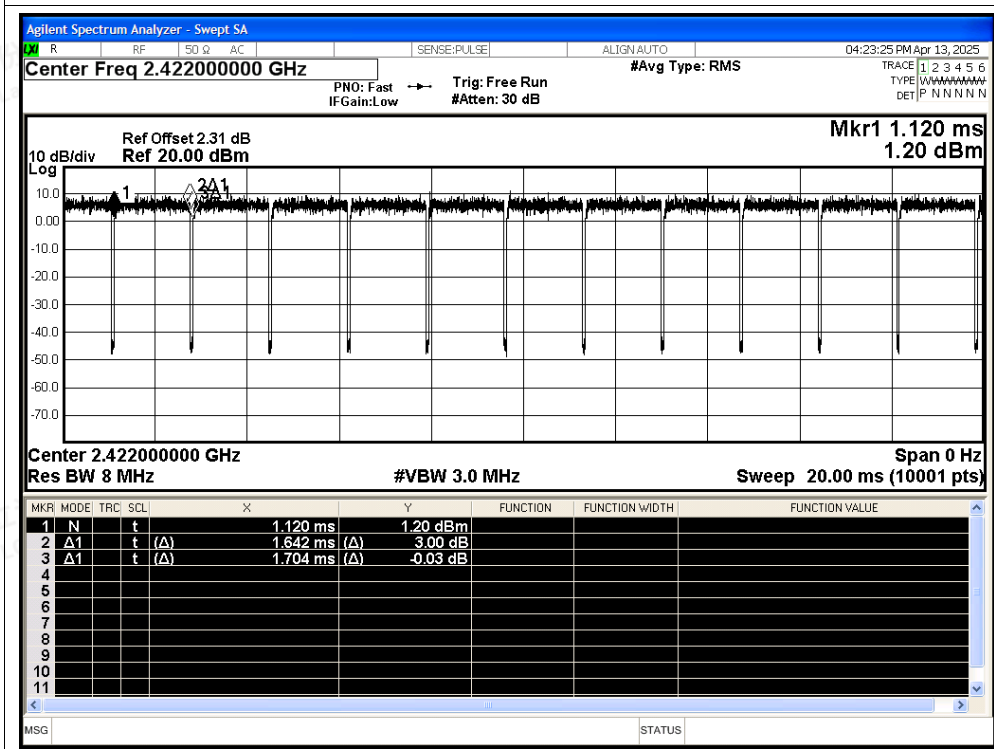 Agilent Spectrum Analyzer - Swept SA
LXI R RF 50 Ω AC SENSE:PULSE ALIGN AUTO 04:23:25 PM Apr 13, 2025
Center Freq 2.422000000 GHz
PNO: Fast
IFGain:Low
Trig: Free Run
#Atten: 30 dB
#Avg Type: RMS
TRACE 1 2 3 4 5 6
TYPE WWWWWW
DET P N N N N N
Mkr1 1.120 ms
1.20 dBm
Ref Offset 2.31 dB
10 dB/div Ref 20.00 dBm
Log
10.0
0.00
-10.0
-20.0
-30.0
-40.0
-50.0
-60.0
-70.0
1
2Δ1
3Δ1
Center 2.422000000 GHz Span 0 Hz
Res BW 8 MHz #VBW 3.0 MHz Sweep 20.00 ms (10001 pts)
MKR MODE TRC SCL X Y FUNCTION FUNCTION WIDTH FUNCTION VALUE
1 N t 1.120 ms 1.20 dBm
2 Δ1 t (Δ) 1.642 ms (Δ) 3.00 dB
3 Δ1 t (Δ) 1.704 ms (Δ) -0.03 dB
4
5
6
7
8
9
10
11
MSG STATUS